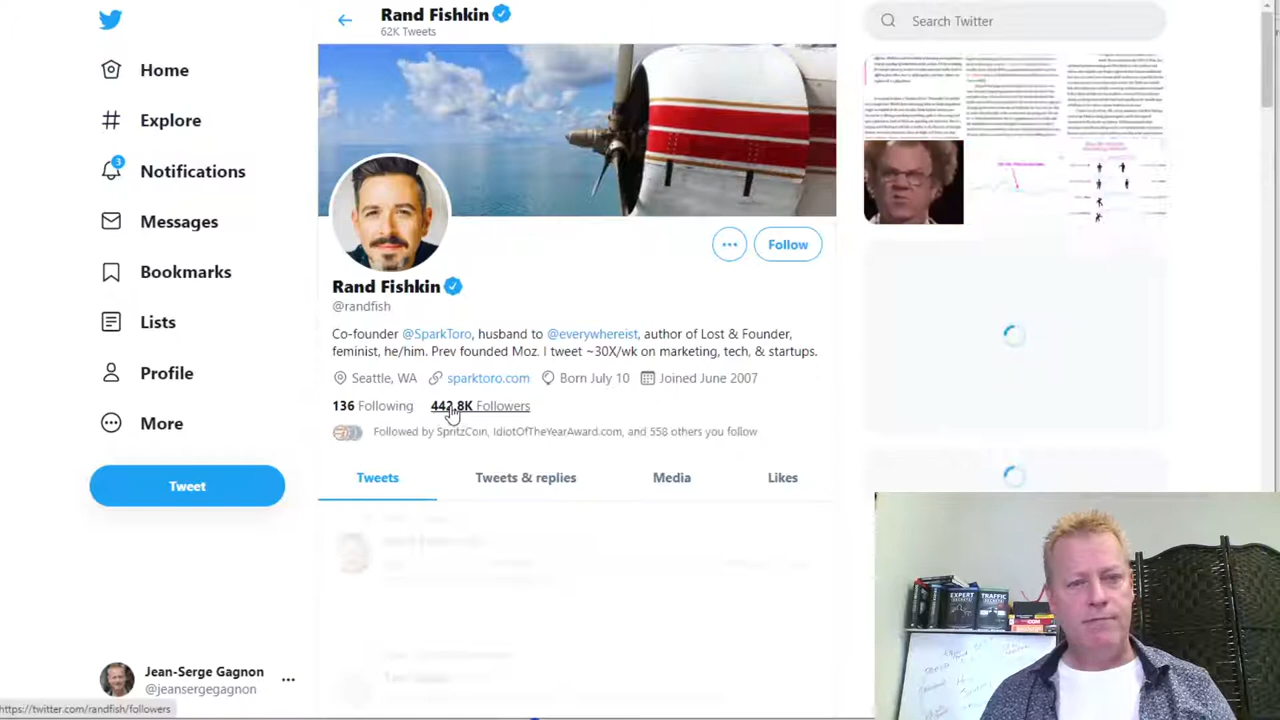 Rand Fishkin
62K Tweets
Search Twitter
Home
Explore
3
Notifications
Messages
Bookmarks
Lists
Profile
More
Tweet
Follow
Rand Fishkin
@randfish
Co-founder @SparkToro, husband to @everywhereist, author of Lost & Founder,
feminist, he/him. Prev founded Moz. I tweet ~30X/wk on marketing, tech, & startups.
Seattle, WA sparktoro.com Born July 10 Joined June 2007
136 Following 442.8K Followers
Followed by SpritzCoin, IdiotOfTheYearAward.com, and 558 others you follow
Tweets Tweets & replies Media Likes
EXPERT SECRETS
TRAFFIC SECRETS
Jean-Serge Gagnon
@jeansergegagnon
https://twitter.com/randfish/followers